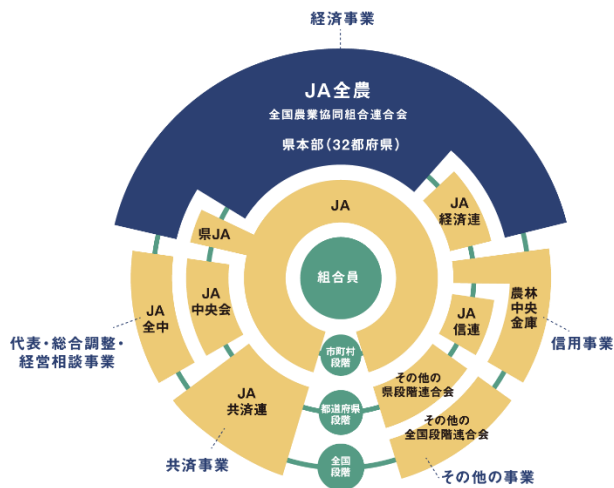 経済事業
JA全農
全国農業協同組合連合会
県本部(32都府県)
JA
JA
経済連
県JA
組合員
JA
全中
JA
中央会
農林
中央
金庫
JA
信連
代表・総合調整・
経営相談事業
信用事業
市町村
段階
その他の
県段階連合会
JA
共済連
都道府県
段階
その他の
全国段階連合会
全国
段階
共済事業
その他の事業